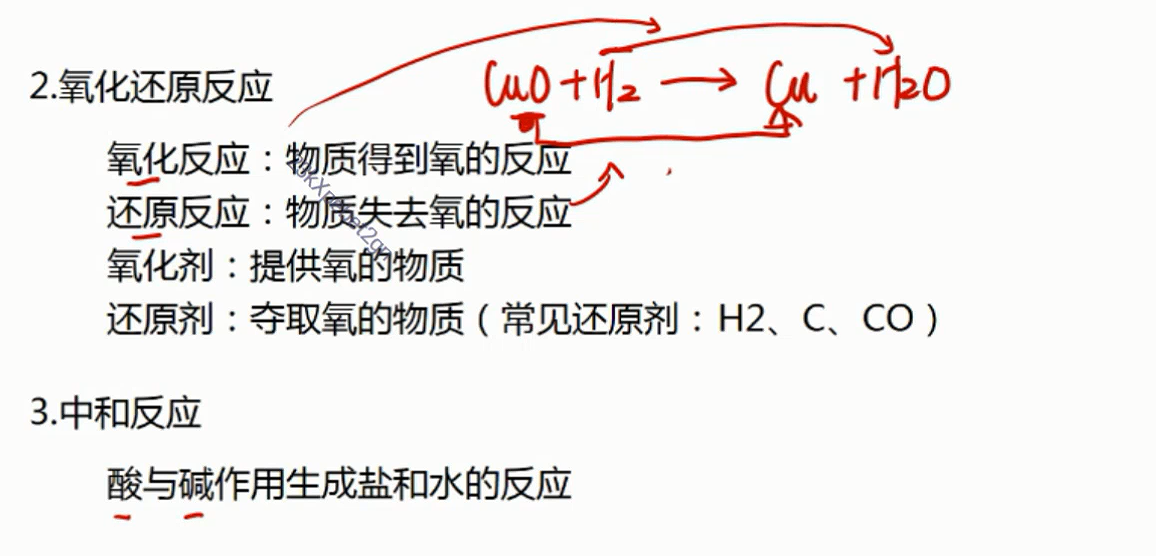 CuO + H2 → Cu + H2O
2.氧化还原反应
氧化反应：物质得到氧的反应
还原反应：物质失去氧的反应
氧化剂：提供氧的物质
还原剂：夺取氧的物质（常见还原剂：H2、C、CO）
3.中和反应
酸与碱作用生成盐和水的反应